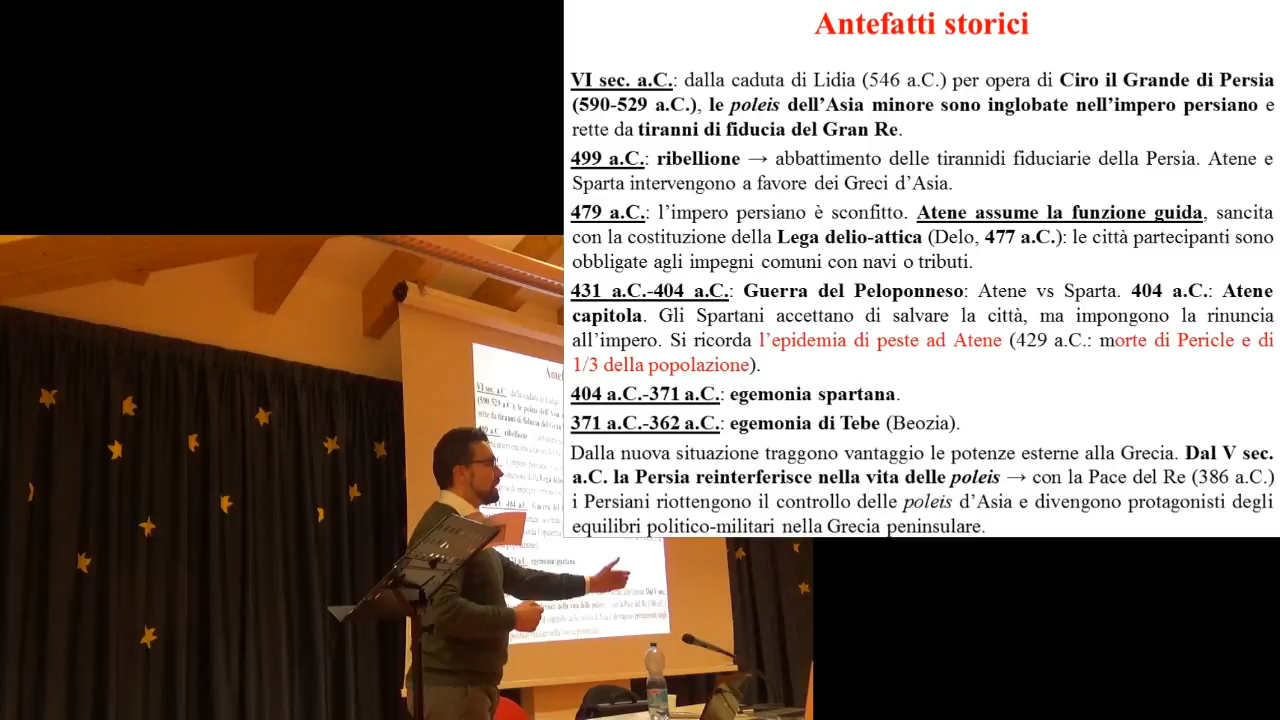 Antefatti storici
VI sec. a.C.: dalla caduta di Lidia (546 a.C.) per opera di Ciro il Grande di Persia
(590-529 a.C.), le poleis dell'Asia minore sono inglobate nell'impero persiano e
rette da tiranni di fiducia del Gran Re.
499 a.C.: ribellione → abbattimento delle tirannidi fiduciarie della Persia. Atene e
Sparta intervengono a favore dei Greci d'Asia.
479 a.C.: l'impero persiano è sconfitto. Atene assume la funzione guida, sancita
con la costituzione della Lega delio-attica (Delo, 477 a.C.): le città partecipanti sono
obbligate agli impegni comuni con navi o tributi.
431 a.C.-404 a.C.: Guerra del Peloponneso: Atene vs Sparta. 404 a.C.: Atene
capitola. Gli Spartani accettano di salvare la città, ma impongono la rinuncia
all'impero. Si ricorda l'epidemia di peste ad Atene (429 a.C.: morte di Pericle e di
1/3 della popolazione).
404 a.C.-371 a.C.: egemonia spartana.
371 a.C.-362 a.C.: egemonia di Tebe (Beozia).
Dalla nuova situazione traggono vantaggio le potenze esterne alla Grecia. Dal V sec.
a.C. la Persia reinterferisce nella vita delle poleis → con la Pace del Re (386 a.C.)
i Persiani riottengono il controllo delle poleis d'Asia e divengono protagonisti degli
equilibri politico-militari nella Grecia peninsulare.